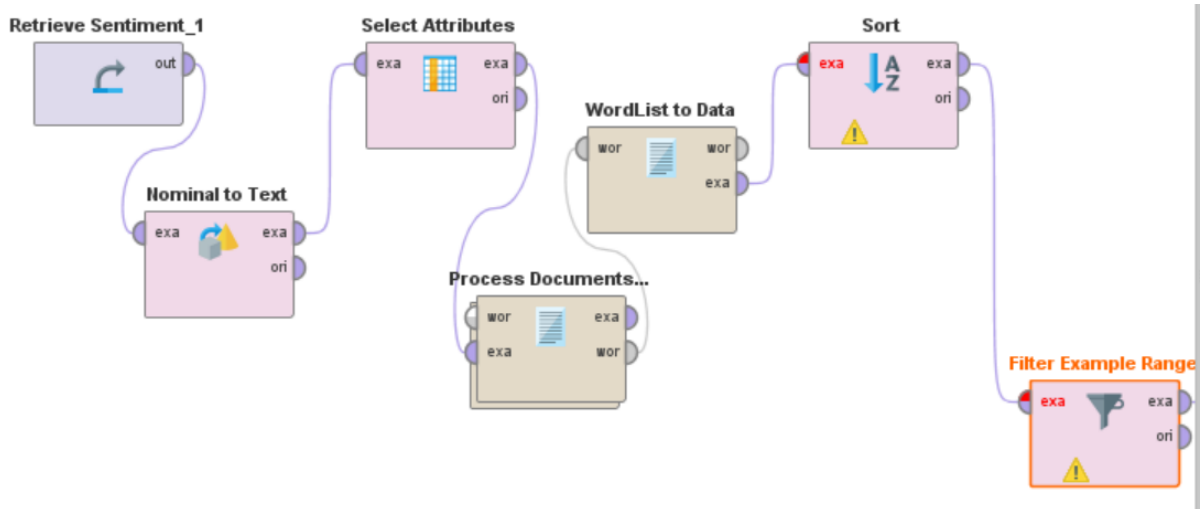 Retrieve Sentiment_1
out
Nominal to Text
exa exa
ori
Select Attributes
exa exa
ori
Process Documents...
wor exa
exa wor
WordList to Data
wor wor
exa
Sort
exa exa
ori
A
Z
Filter Example Range
exa exa
ori